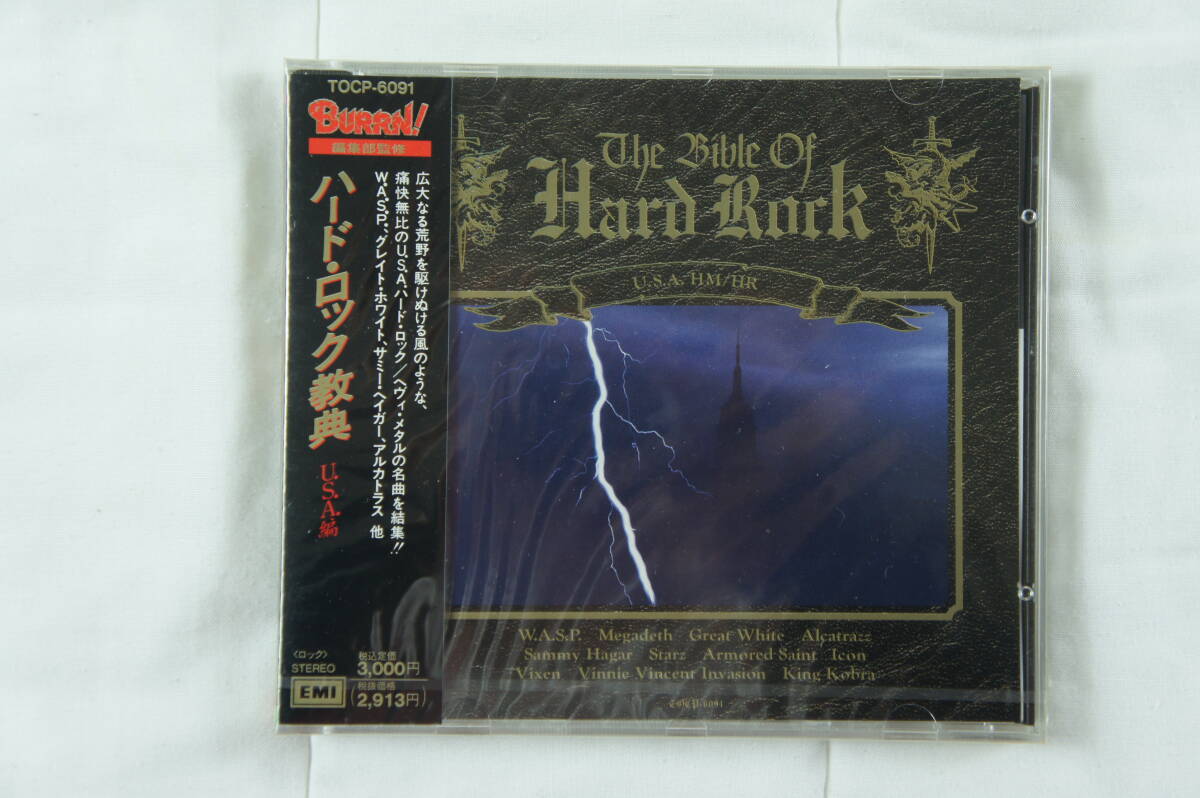 TOCP-6091
BURRN!
編集部監修
ハード・ロック教典
U.S.A.編
広大なる荒野を駆けぬける風のような、
痛快無比のU.S.A.ハード・ロック/ヘヴィ・メタルの名曲を結集!!
W.A.S.P.、グレイト・ホワイト、サミー・ヘイガー、アルカトラス 他
〈ロック〉
STEREO
EMI
税込定価
3,000円
税抜価格
(2,913円)
The Bible Of
Hard Rock
U.S.A. HM/HR
W.A.S.P. Megadeth Great White Alcatrazz
Sammy Hagar Starz Armored Saint Icon
Vixen Vinnie Vincent Invasion King Kobra
TOCP-6091